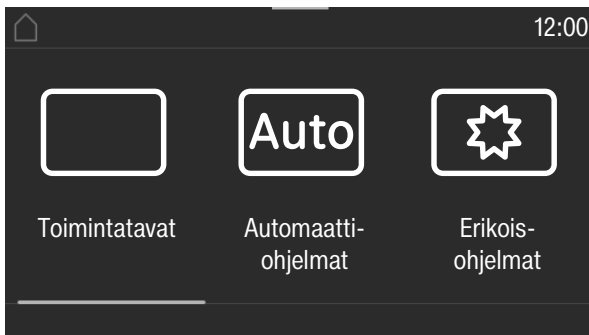 12:00
Auto
Toimintatavat
Automaatti-
ohjelmat
Erikois-
ohjelmat